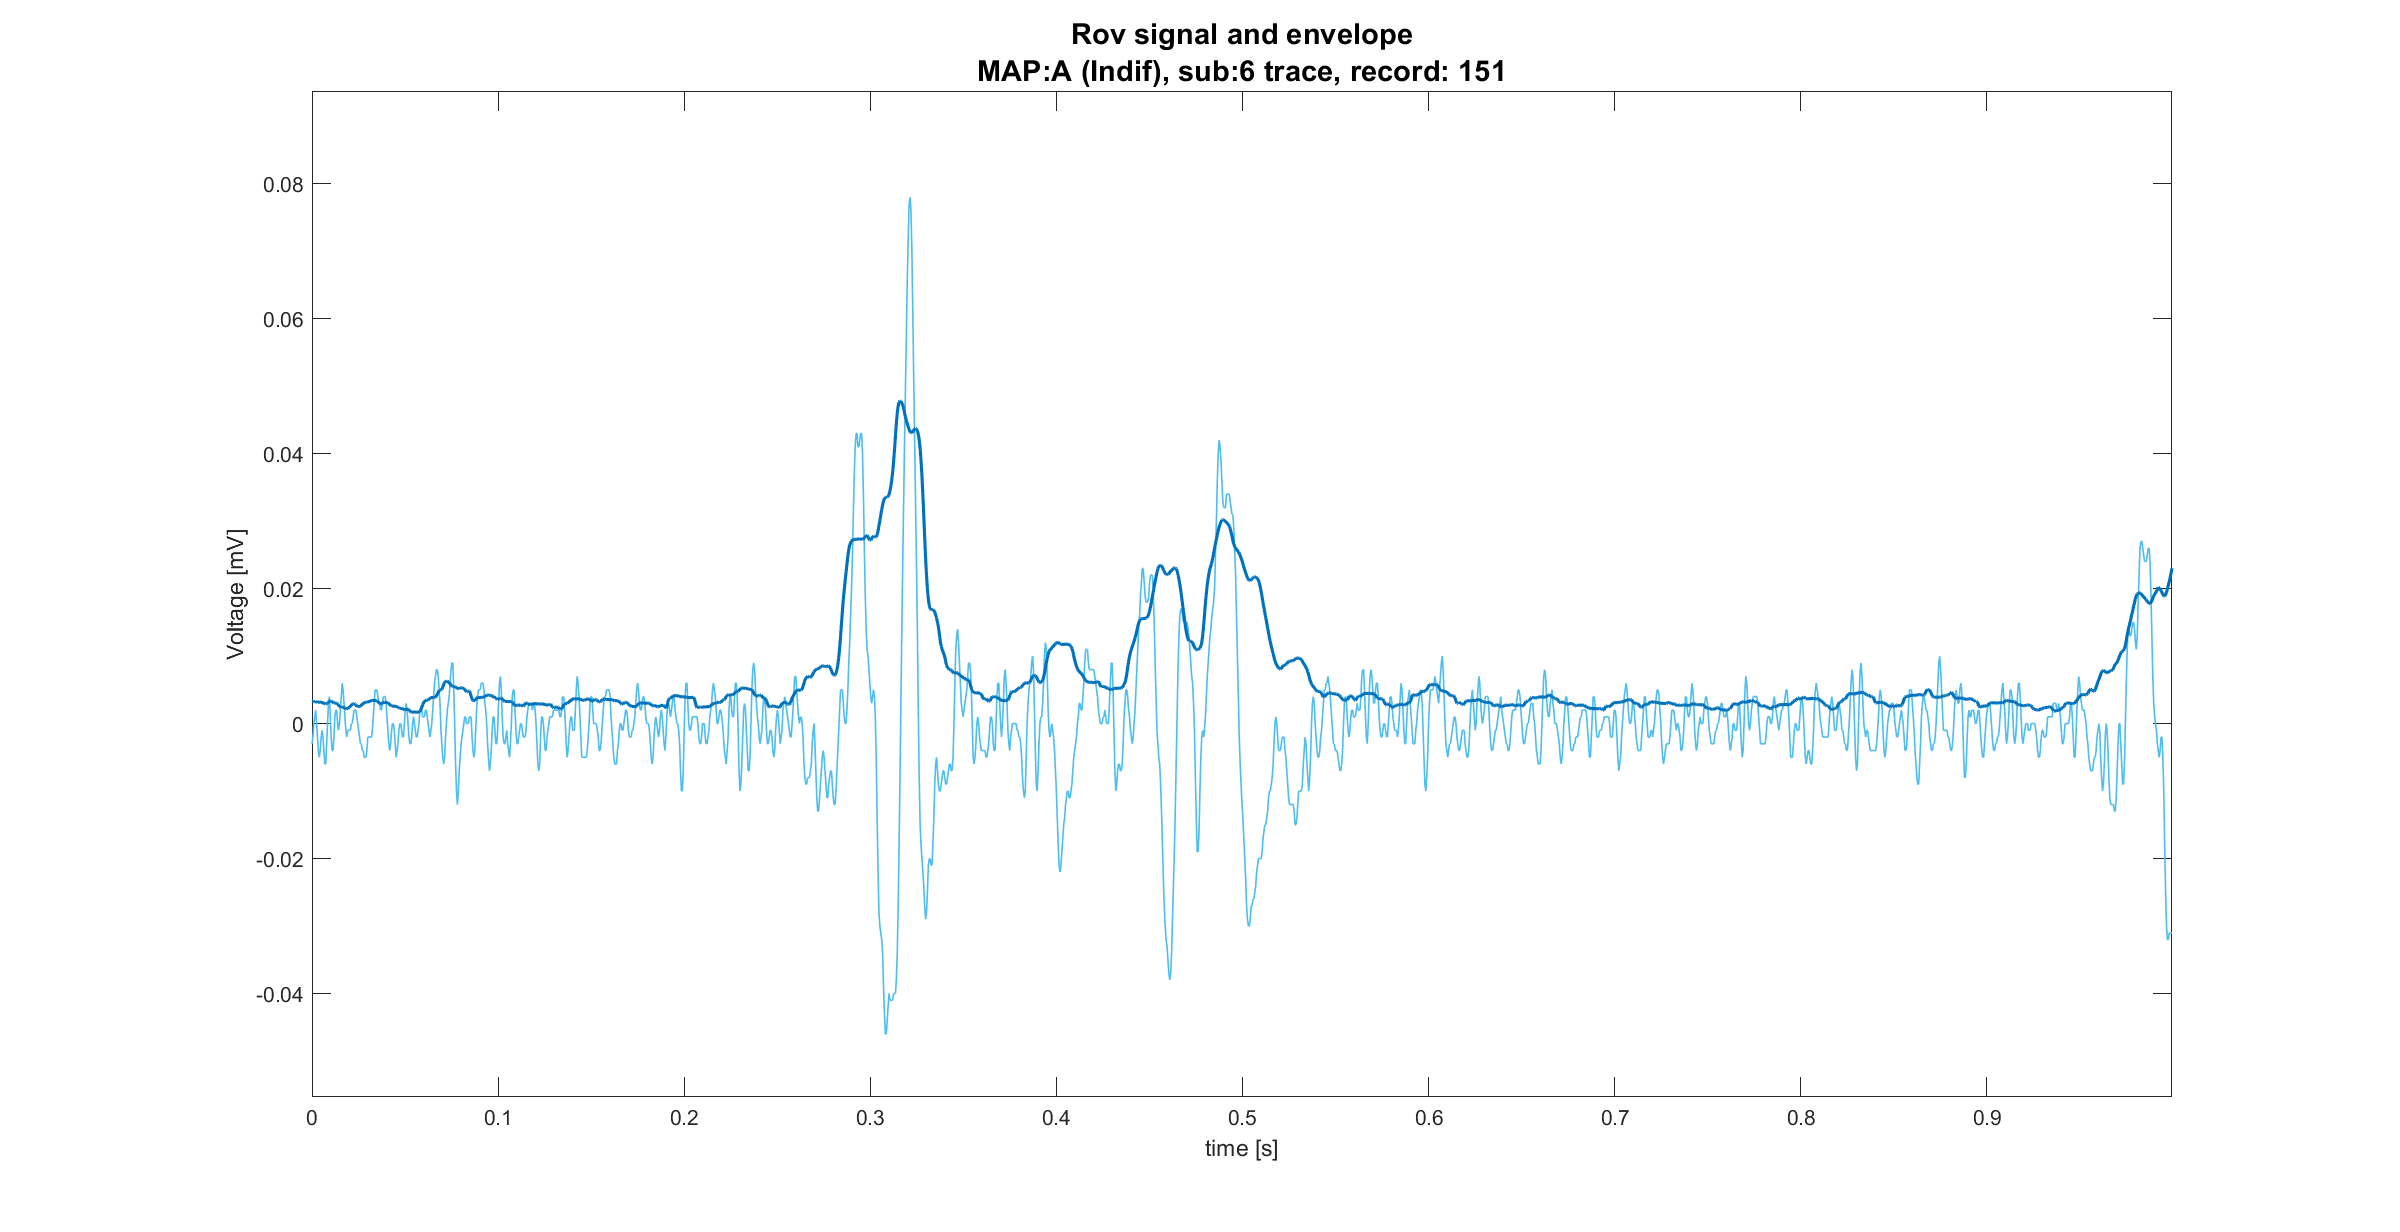 Rov signal and envelope
MAP:A (Indif), sub:6 trace, record: 151
Voltage [mV]
0.08
0.06
0.04
0.02
0
-0.02
-0.04
0 0.1 0.2 0.3 0.4 0.5 0.6 0.7 0.8 0.9
time [s]